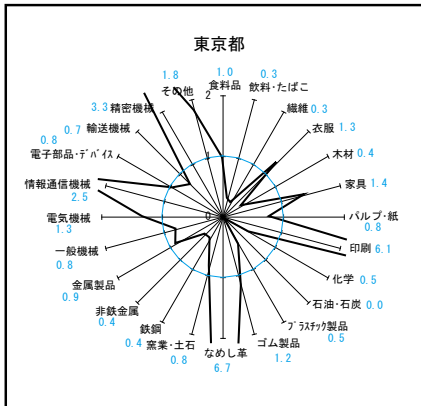 東京都
食料品
1.0
飲料・たばこ
0.3
繊維 0.3
衣服 1.3
木材 0.4
家具 1.4
パルプ・紙
0.8
印刷 6.1
化学 0.5
石油・石炭 0.0
プラスチック製品
0.5
ゴム製品
1.2
なめし革
6.7
窯業・土石
0.8
鉄鋼
0.4
非鉄金属
0.4
金属製品
0.9
一般機械
0.8
電気機械
1.3
情報通信機械
2.5
電子部品・デバイス
0.8
輸送機械
0.7
精密機械
3.3
その他
1.8
2
1
0